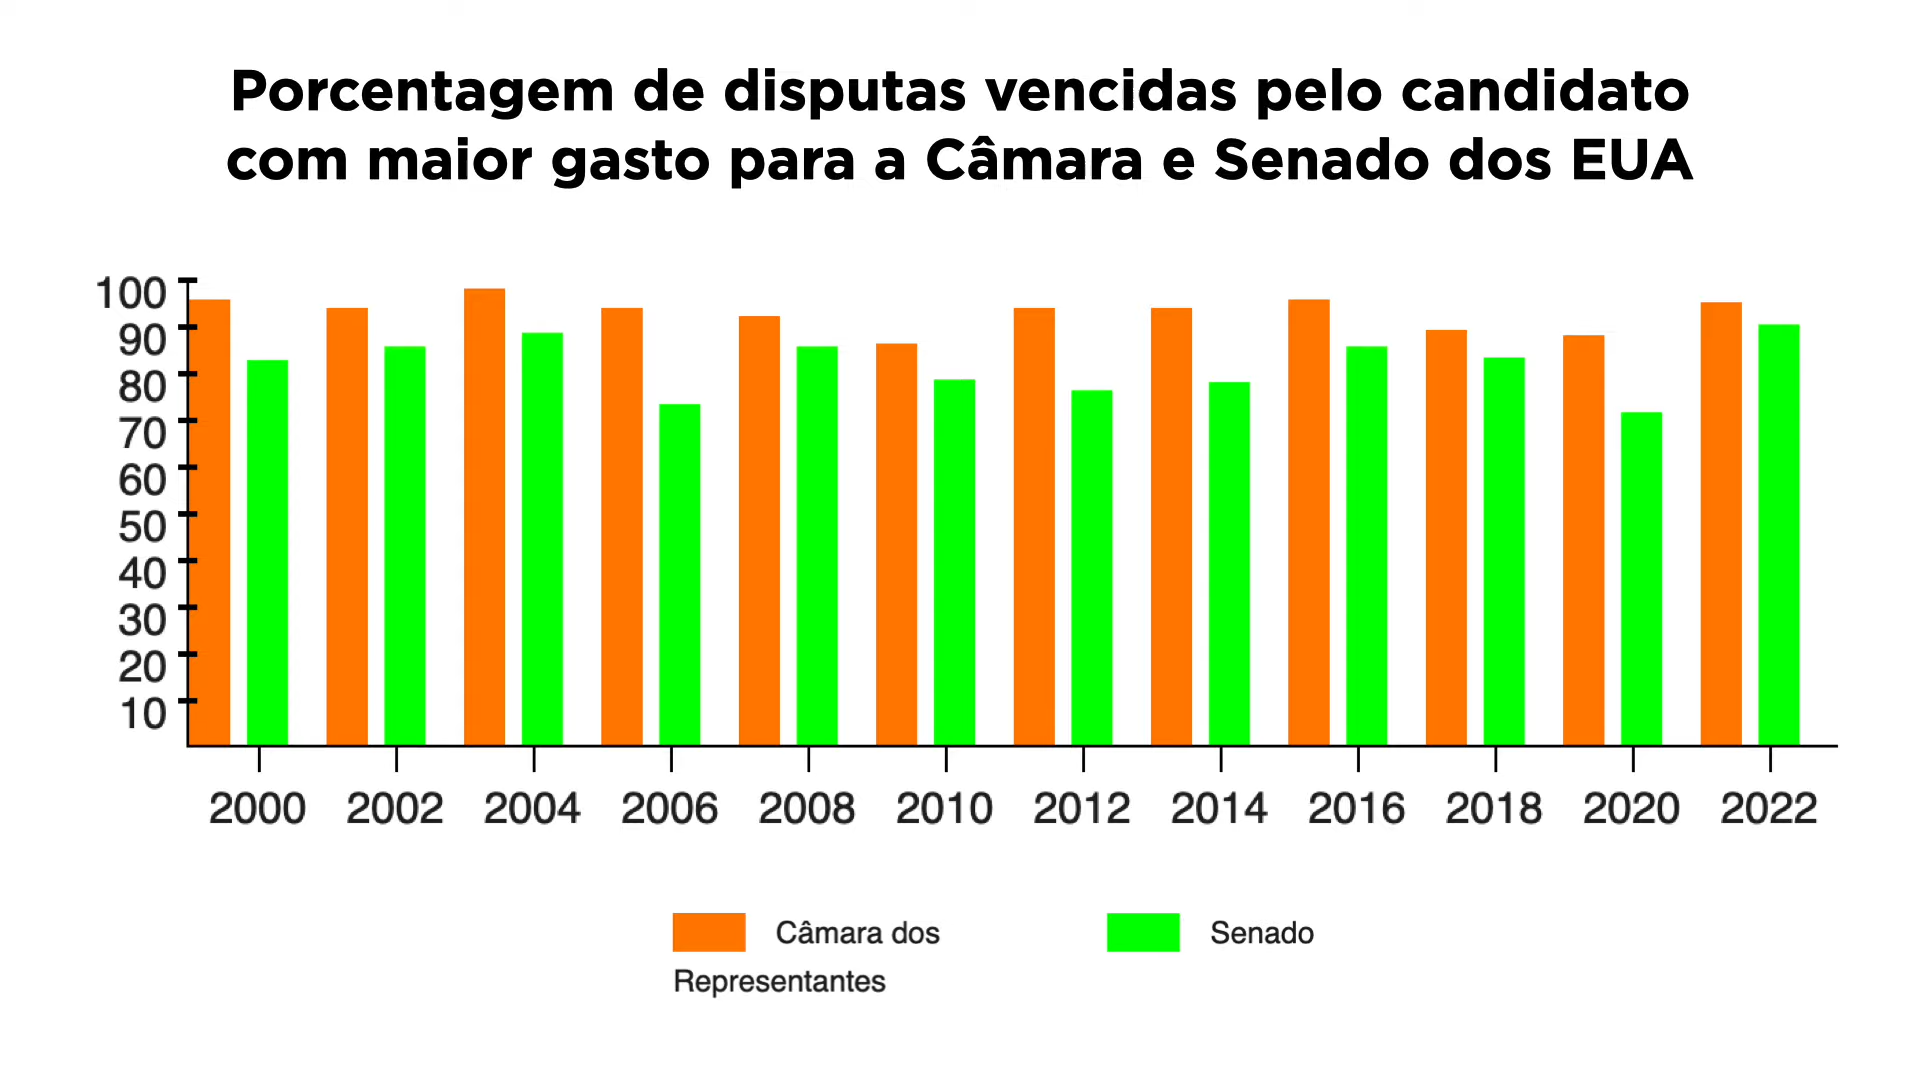 Porcentagem de disputas vencidas pelo candidato
com maior gasto para a Câmara e Senado dos EUA
100
90
80
70
60
50
40
30
20
10
2000 2002 2004 2006 2008 2010 2012 2014 2016 2018 2020 2022
Câmara dos Senado
Representantes